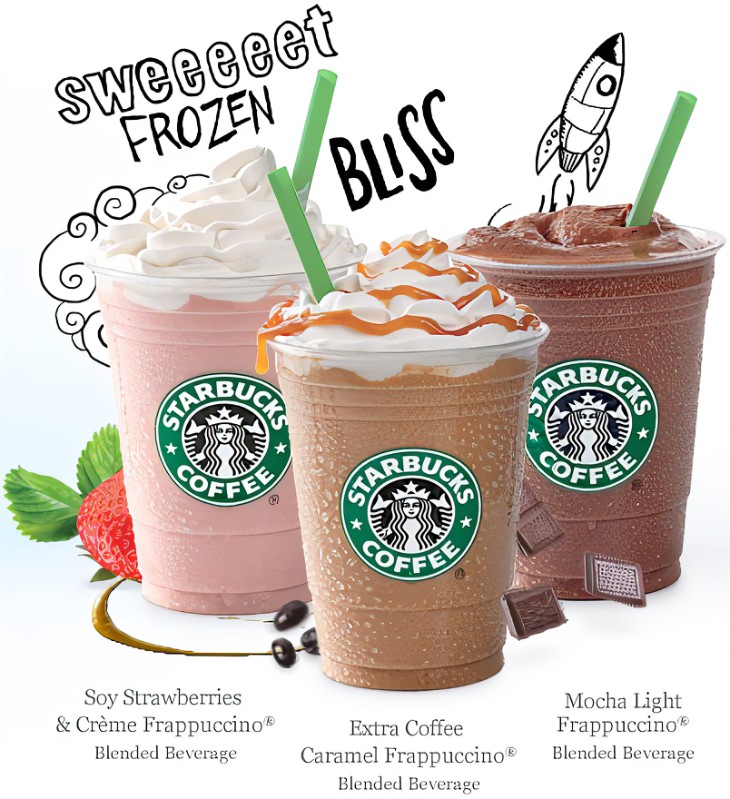 sweeeeet
FROZEN
BLISS
STARBUCKS
COFFEE
®
STARBUCKS
COFFEE
®
STARBUCKS
COFFEE
®
Soy Strawberries
& Crème Frappuccino®
Blended Beverage
Extra Coffee
Caramel Frappuccino®
Blended Beverage
Mocha Light
Frappuccino®
Blended Beverage